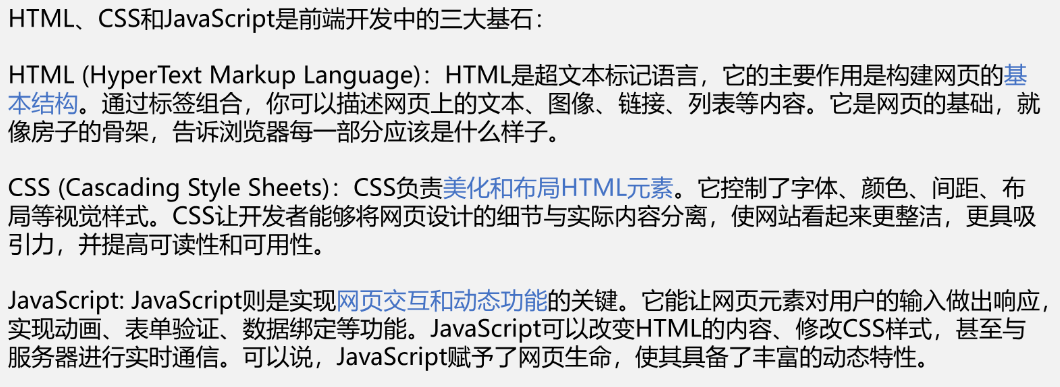 HTML、CSS和JavaScript是前端开发中的三大基石：
HTML (HyperText Markup Language)：HTML是超文本标记语言，它的主要作用是构建网页的基
本结构。通过标签组合，你可以描述网页上的文本、图像、链接、列表等内容。它是网页的基础，就
像房子的骨架，告诉浏览器每一部分应该是什么样子。
CSS (Cascading Style Sheets)：CSS负责美化和布局HTML元素。它控制了字体、颜色、间距、布
局等视觉样式。CSS让开发者能够将网页设计的细节与实际内容分离，使网站看起来更整洁，更具吸
引力，并提高可读性和可用性。
JavaScript: JavaScript则是实现网页交互和动态功能的关键。它能让网页元素对用户的输入做出响应，
实现动画、表单验证、数据绑定等功能。JavaScript可以改变HTML的内容、修改CSS样式，甚至与
服务器进行实时通信。可以说，JavaScript赋予了网页生命，使其具备了丰富的动态特性。